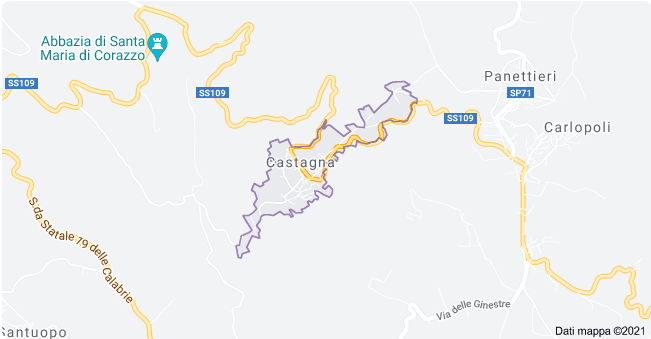 Abbazia di Santa
Maria di Corazzo
SS109
SS109
Panettieri
SP71
SS109
Carlopoli
Castagna
S.da Statale 79 delle Calabrie
Via delle Ginestre
Santuopo
Dati mappa ©2021